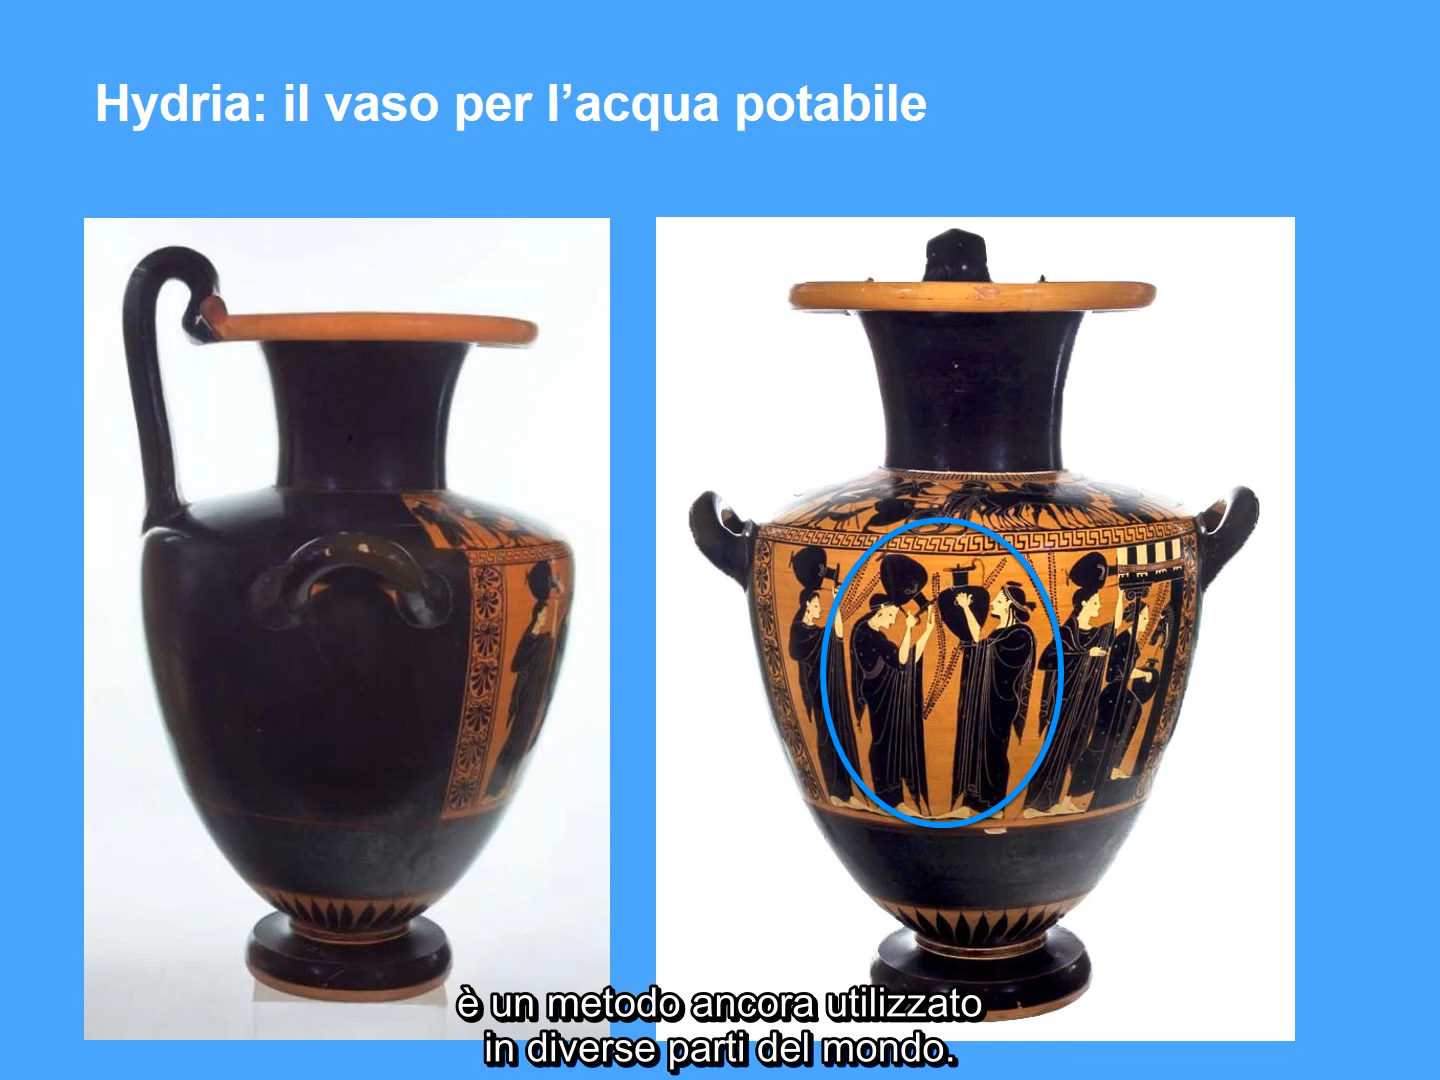 Hydria: il vaso per l’acqua potabile
è un metodo ancora utilizzato
in diverse parti del mondo.